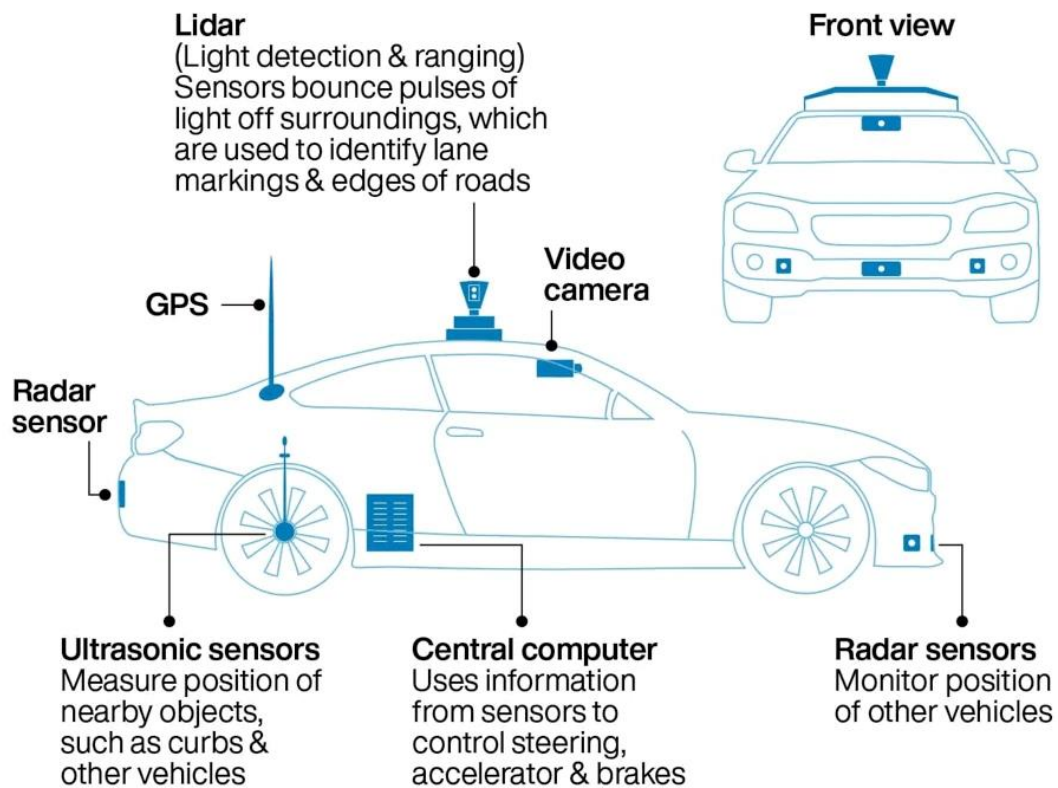 Lidar
(Light detection & ranging)
Sensors bounce pulses of
light off surroundings, which
are used to identify lane
markings & edges of roads
Front view
Video
camera
GPS
Radar
sensor
Ultrasonic sensors
Measure position of
nearby objects,
such as curbs &
other vehicles
Central computer
Uses information
from sensors to
control steering,
accelerator & brakes
Radar sensors
Monitor position
of other vehicles